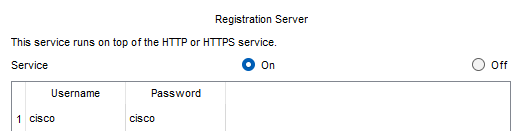 Registration Server
This service runs on top of the HTTP or HTTPS service.
Service On Off
Username Password
1 cisco cisco